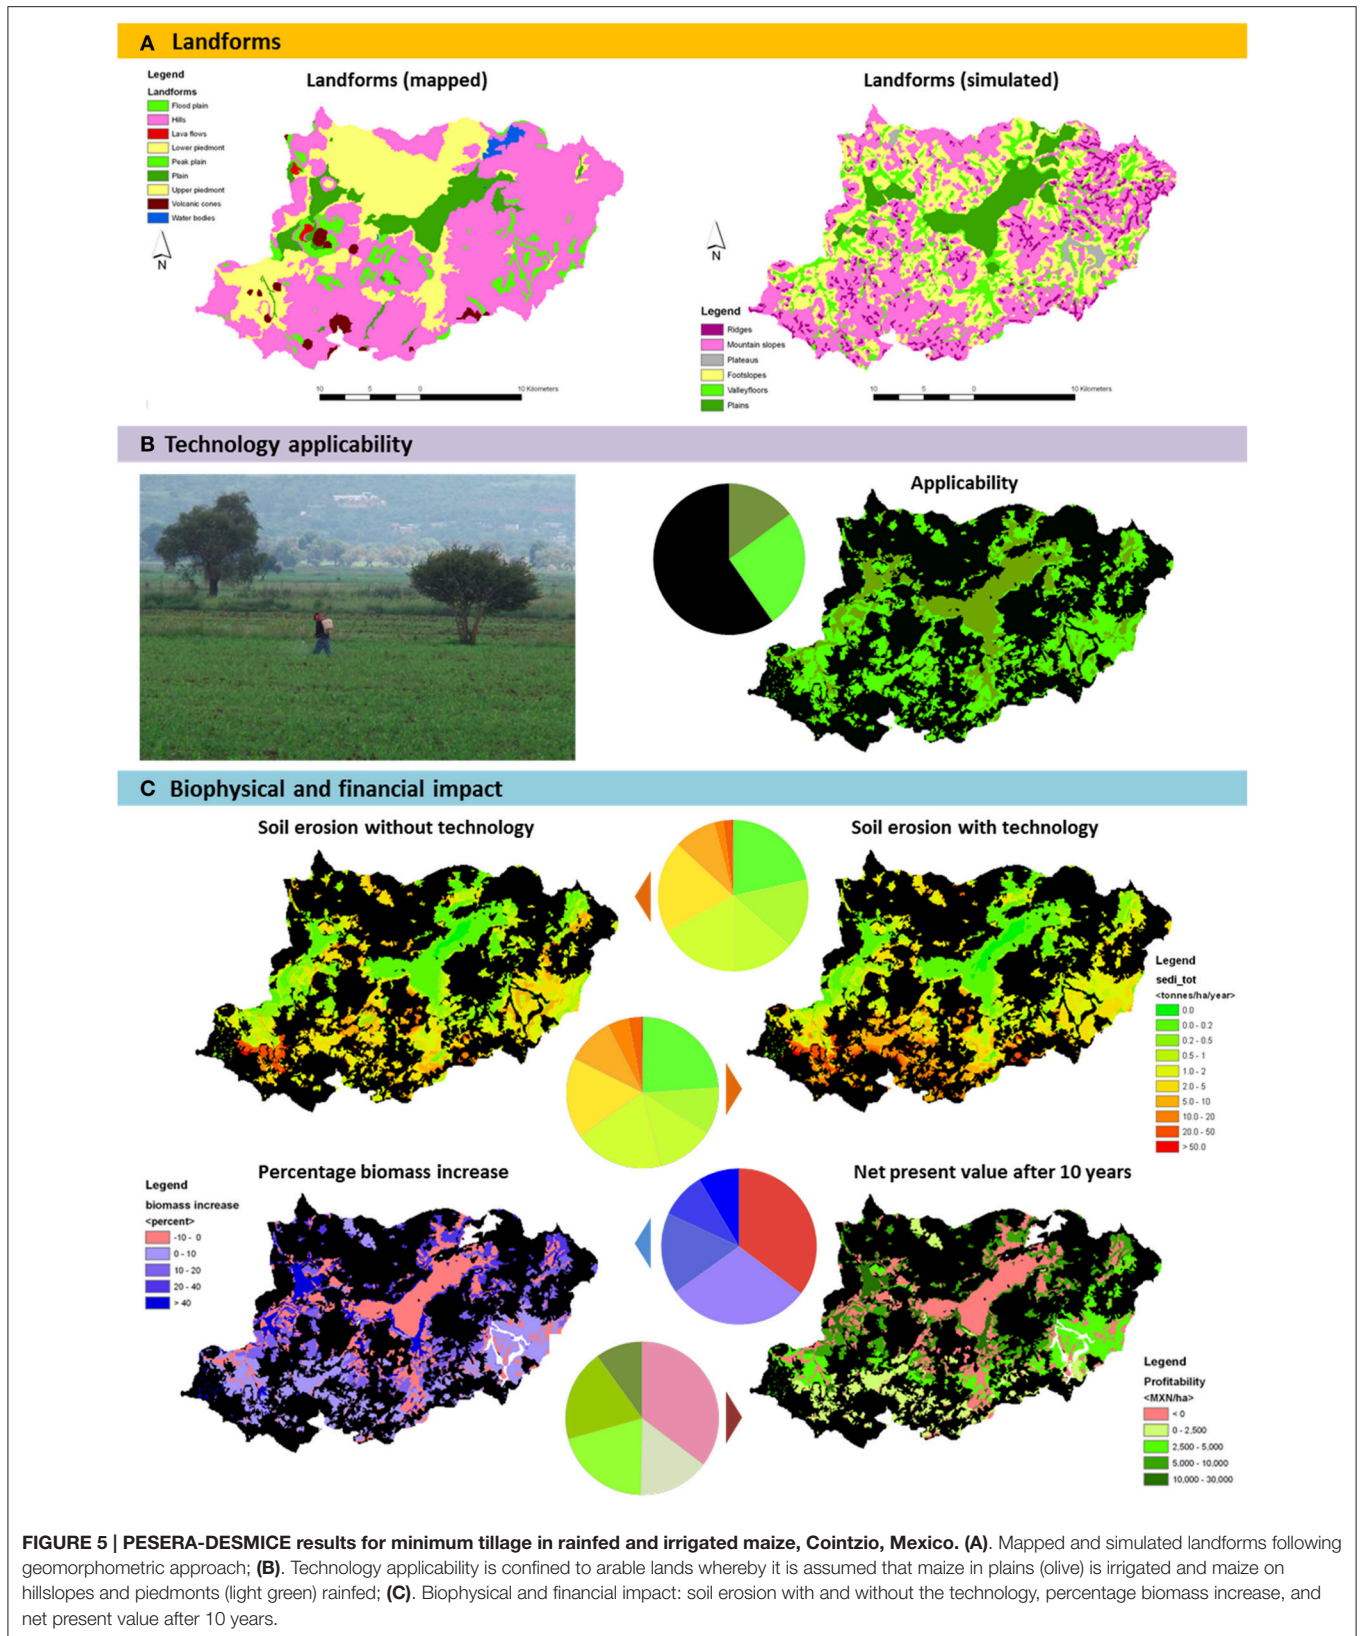 A Landforms
Landforms (mapped)
Legend
Landforms
Flood plain
Hills
Lava flows
Lower piedmont
Peak plain
Plain
Upper piedmont
Volcanic cones
Water bodies
N
10 5 0 10 Kilometers
Landforms (simulated)
N
Legend
Ridges
Mountain slopes
Plateaus
Footslopes
Valleyfloors
Plains
10 5 0 10 Kilometers
B Technology applicability
Applicability
C Biophysical and financial impact
Soil erosion without technology
Soil erosion with technology
Legend
sedi_tot
<tonnes/ha/year>
0.0
0.0 - 0.2
0.2 - 0.5
0.5 - 1
1.0 - 2
2.0 - 5
5.0 - 10
10.0 - 20
20.0 - 50
> 50.0
Percentage biomass increase
Legend
biomass increase
<percent>
-10 - 0
0 - 10
10 - 20
20 - 40
> 40
Net present value after 10 years
Legend
Profitability
<MXN/ha>
< 0
0 - 2,500
2,500 - 5,000
5,000 - 10,000
10,000 - 30,000
FIGURE 5 | PESERA-DESMICE results for minimum tillage in rainfed and irrigated maize, Cointzio, Mexico. (A). Mapped and simulated landforms following
geomorphometric approach; (B). Technology applicability is confined to arable lands whereby it is assumed that maize in plains (olive) is irrigated and maize on
hillslopes and piedmonts (light green) rainfed; (C). Biophysical and financial impact: soil erosion with and without the technology, percentage biomass increase, and
net present value after 10 years.